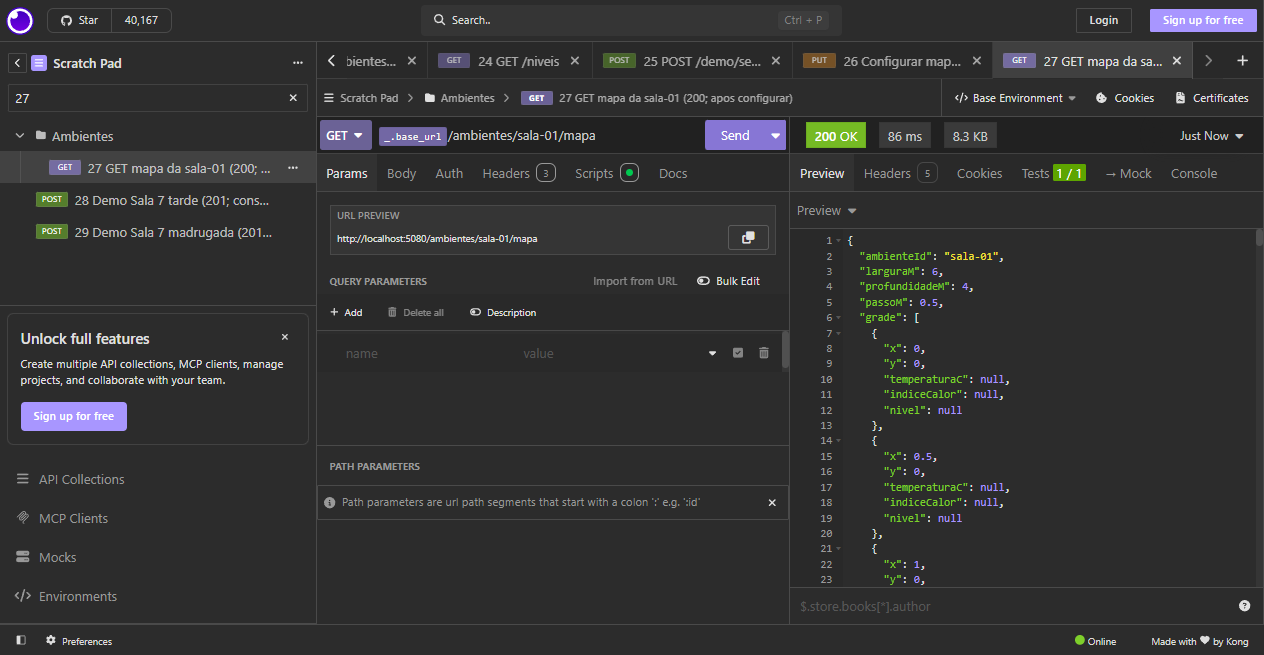 Star 40,167
Search..
Ctrl + P
Login
Sign up for free
Scratch Pad
27
Ambientes
GET 27 GET mapa da sala-01 (200; ...
POST 28 Demo Sala 7 tarde (201; cons...
POST 29 Demo Sala 7 madrugada (201...
Unlock full features
Create multiple API collections, MCP clients, manage
projects, and collaborate with your team.
Sign up for free
API Collections
MCP Clients
Mocks
Environments
Preferences
bientes...
GET 24 GET /niveis
POST 25 POST /demo/se...
PUT 26 Configurar map...
GET 27 GET mapa da sa...
Scratch Pad
Ambientes
GET 27 GET mapa da sala-01 (200; apos configurar)
Base Environment
Cookies
Certificates
GET _.base_url/ambientes/sala-01/mapa
Send
Params Body Auth Headers 3 Scripts Docs
URL PREVIEW
http://localhost:5080/ambientes/sala-01/mapa
QUERY PARAMETERS
Import from URL
Bulk Edit
Add
Delete all
Description
name value
PATH PARAMETERS
Path parameters are url path segments that start with a colon ':' e.g. ':id'
200 OK 86 ms 8.3 KB Just Now
Preview Headers 5 Cookies Tests 1 / 1 → Mock Console
Preview
1 {
2 "ambienteId": "sala-01",
3 "larguraM": 6,
4 "profundidadeM": 4,
5 "passoM": 0.5,
6 "grade": [
7 {
8 "x": 0,
9 "y": 0,
10 "temperaturaC": null,
11 "indiceCalor": null,
12 "nivel": null
13 },
14 {
15 "x": 0.5,
16 "y": 0,
17 "temperaturaC": null,
18 "indiceCalor": null,
19 "nivel": null
20 },
21 {
22 "x": 1,
23 "y": 0,
$.store.books[*].author
Online
Made with ♥ by Kong